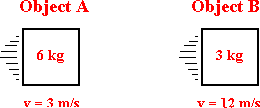 Object A Object B
6 kg 3 kg
v = 3 m/s v = 12 m/s